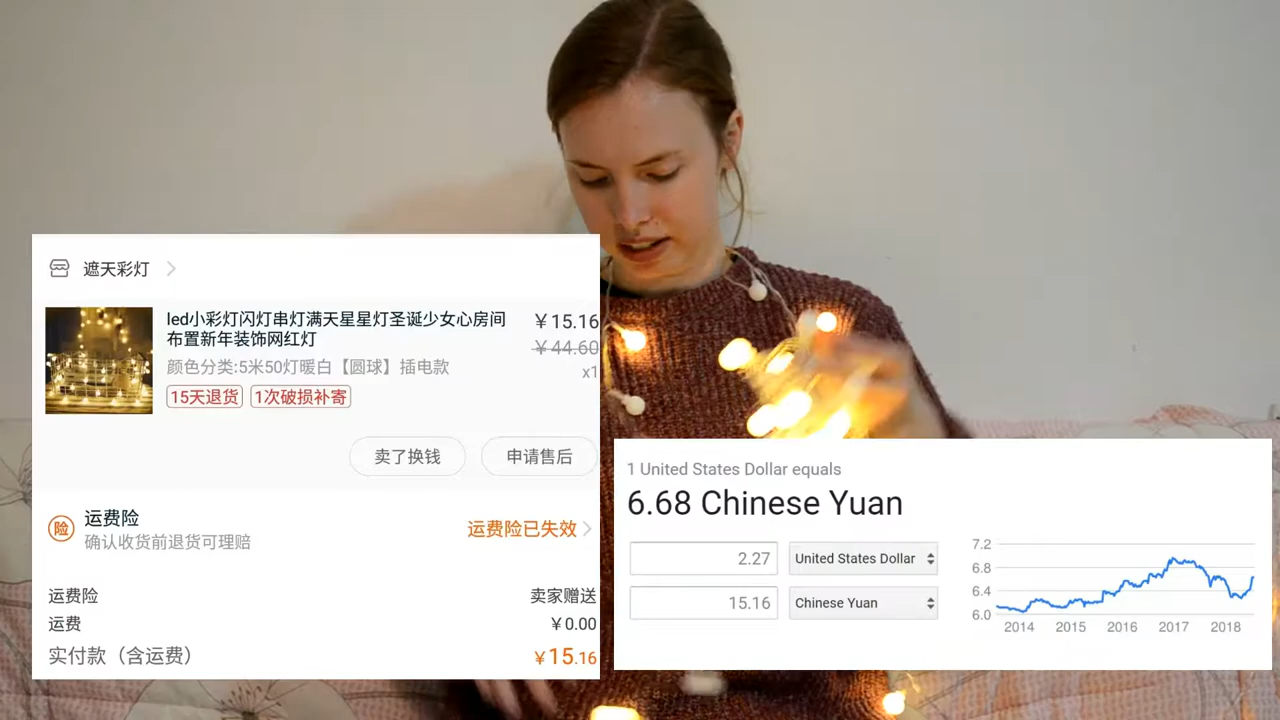 遮天彩灯
led小彩灯闪灯串灯满天星星灯圣诞少女心房间
布置新年装饰网红灯
¥15.16
¥44.60
颜色分类:5米50灯暖白【圆球】插电款
x1
15天退货 1次破损补寄
卖了换钱 申请售后
险 运费险
确认收货前退货可理赔
运费险已失效
运费险 卖家赠送
运费 ¥0.00
实付款（含运费） ¥15.16
1 United States Dollar equals
6.68 Chinese Yuan
2.27 United States Dollar
15.16 Chinese Yuan
7.2
6.8
6.4
6.0
2014 2015 2016 2017 2018